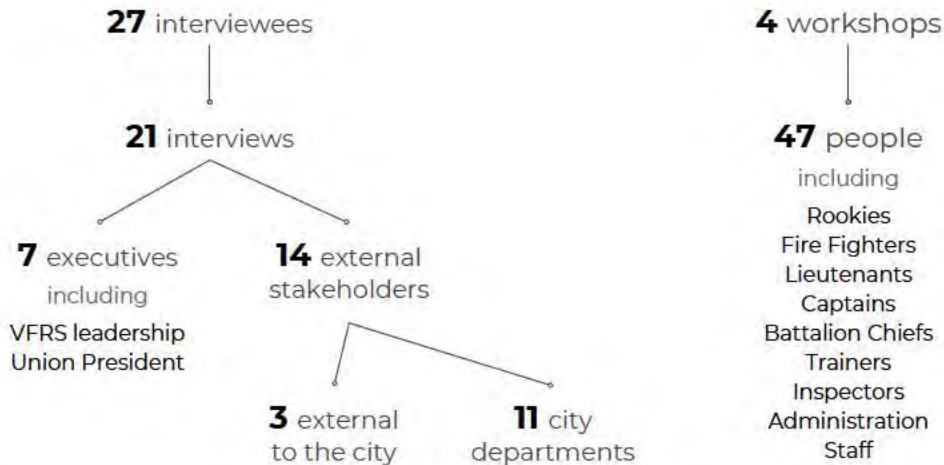 27 interviewees
21 interviews
7 executives
including
VFRS leadership
Union President
14 external
stakeholders
3 external
to the city
11 city
departments
4 workshops
47 people
including
Rookies
Fire Fighters
Lieutenants
Captains
Battalion Chiefs
Trainers
Inspectors
Administration
Staff